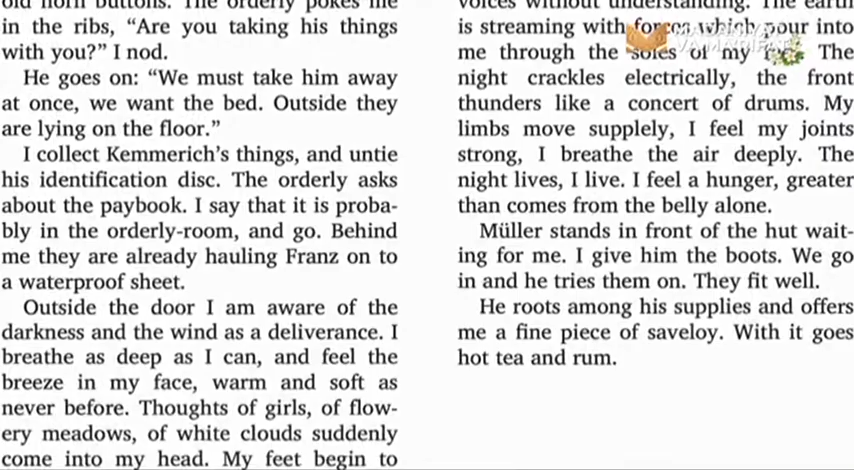 old horn buttons. The orderly pokes me
in the ribs, “Are you taking his things
with you?” I nod.
He goes on: “We must take him away
at once, we want the bed. Outside they
are lying on the floor.”
I collect Kemmerich’s things, and untie
his identification disc. The orderly asks
about the paybook. I say that it is proba-
bly in the orderly-room, and go. Behind
me they are already hauling Franz on to
a waterproof sheet.
Outside the door I am aware of the
darkness and the wind as a deliverance. I
breathe as deep as I can, and feel the
breeze in my face, warm and soft as
never before. Thoughts of girls, of flow-
ery meadows, of white clouds suddenly
come into my head. My feet begin to
voices without understanding. The earth
is streaming with forces which pour into
me through the soles of my The
night crackles electrically, the front
thunders like a concert of drums. My
limbs move supplely, I feel my joints
strong, I breathe the air deeply. The
night lives, I live. I feel a hunger, greater
than comes from the belly alone.
Müller stands in front of the hut wait-
ing for me. I give him the boots. We go
in and he tries them on. They fit well.
He roots among his supplies and offers
me a fine piece of saveloy. With it goes
hot tea and rum.